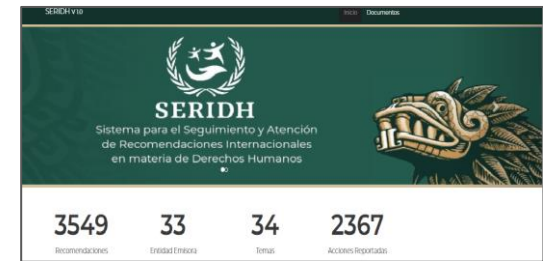 SERIDH V1.0
Inicio Documentos
SERIDH
Sistema para el Seguimiento y Atención
de Recomendaciones Internacionales
en materia de Derechos Humanos
3549 33 34 2367
Recomendaciones Entidad Emisora Temas Acciones Reportadas